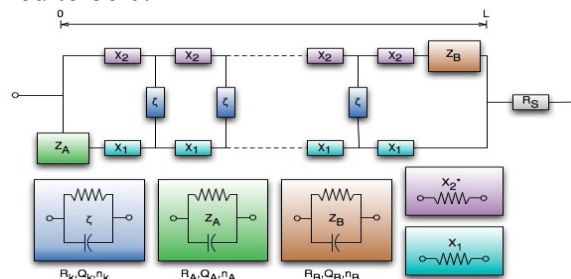 0 L
X2 X2 X2 X2 ZB
ζ ζ ζ RS
ZA X1 X1 X1 X1
ζ ZA ZB X2*
X1
Rk,Qk,nk RA,QA,nA RB,QB,nB